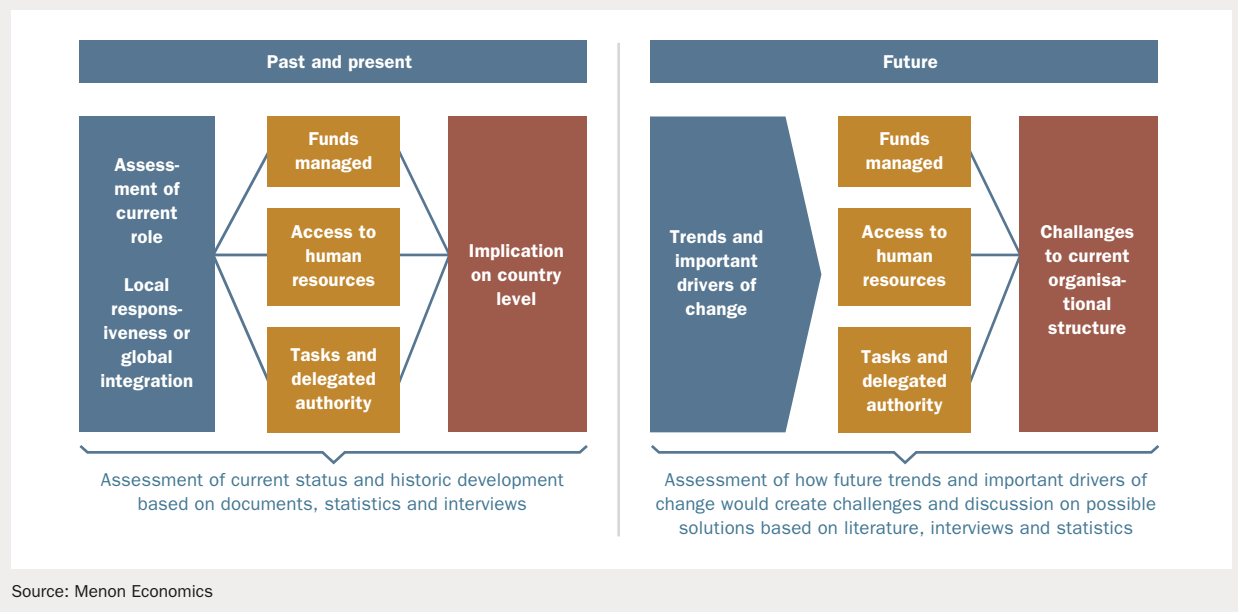 Past and present
Assess-
ment of
current
role
Local
respons-
iveness or
global
integration
Funds
managed
Access to
human
resources
Tasks and
delegated
authority
Implication
on country
level
Assessment of current status and historic development
based on documents, statistics and interviews
Future
Trends and
important
drivers of
change
Funds
managed
Access to
human
resources
Tasks and
delegated
authority
Challanges
to current
organisa-
tional
structure
Assessment of how future trends and important drivers of
change would create challenges and discussion on possible
solutions based on literature, interviews and statistics
Source: Menon Economics